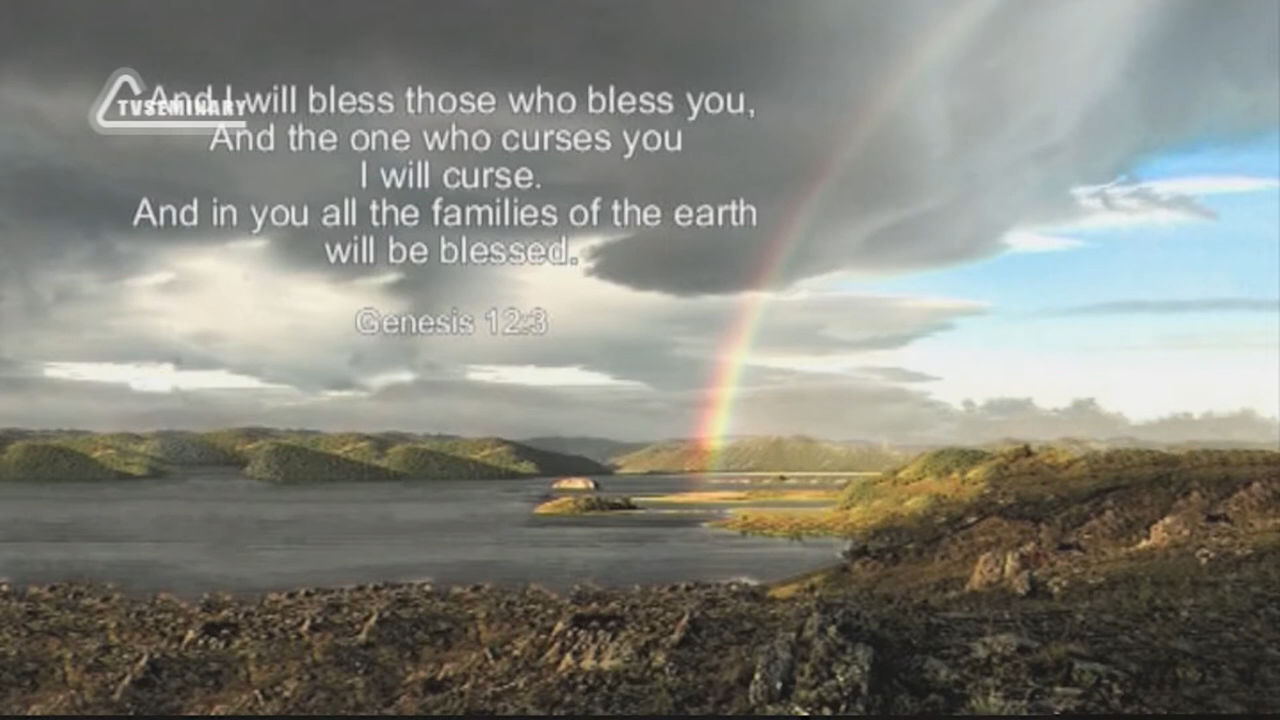 TVSEMINARY
And I will bless those who bless you,
And the one who curses you
I will curse.
And in you all the families of the earth
will be blessed.
Genesis 12:3